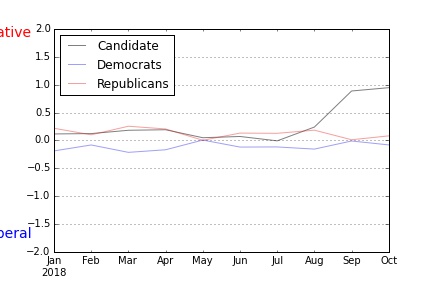 2.0
ative
Candidate
Democrats
Republicans
1.5
1.0
0.5
0.0
−0.5
−1.0
−1.5
beral
−2.0
Jan Feb Mar Apr May Jun Jul Aug Sep Oct
2018